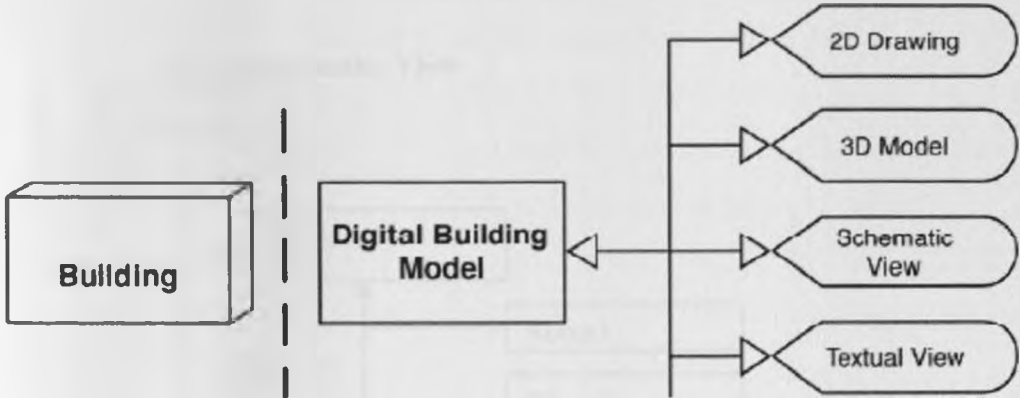 2D Drawing
3D Model
Building
Digital Building
Model
Schematic
View
Textual View